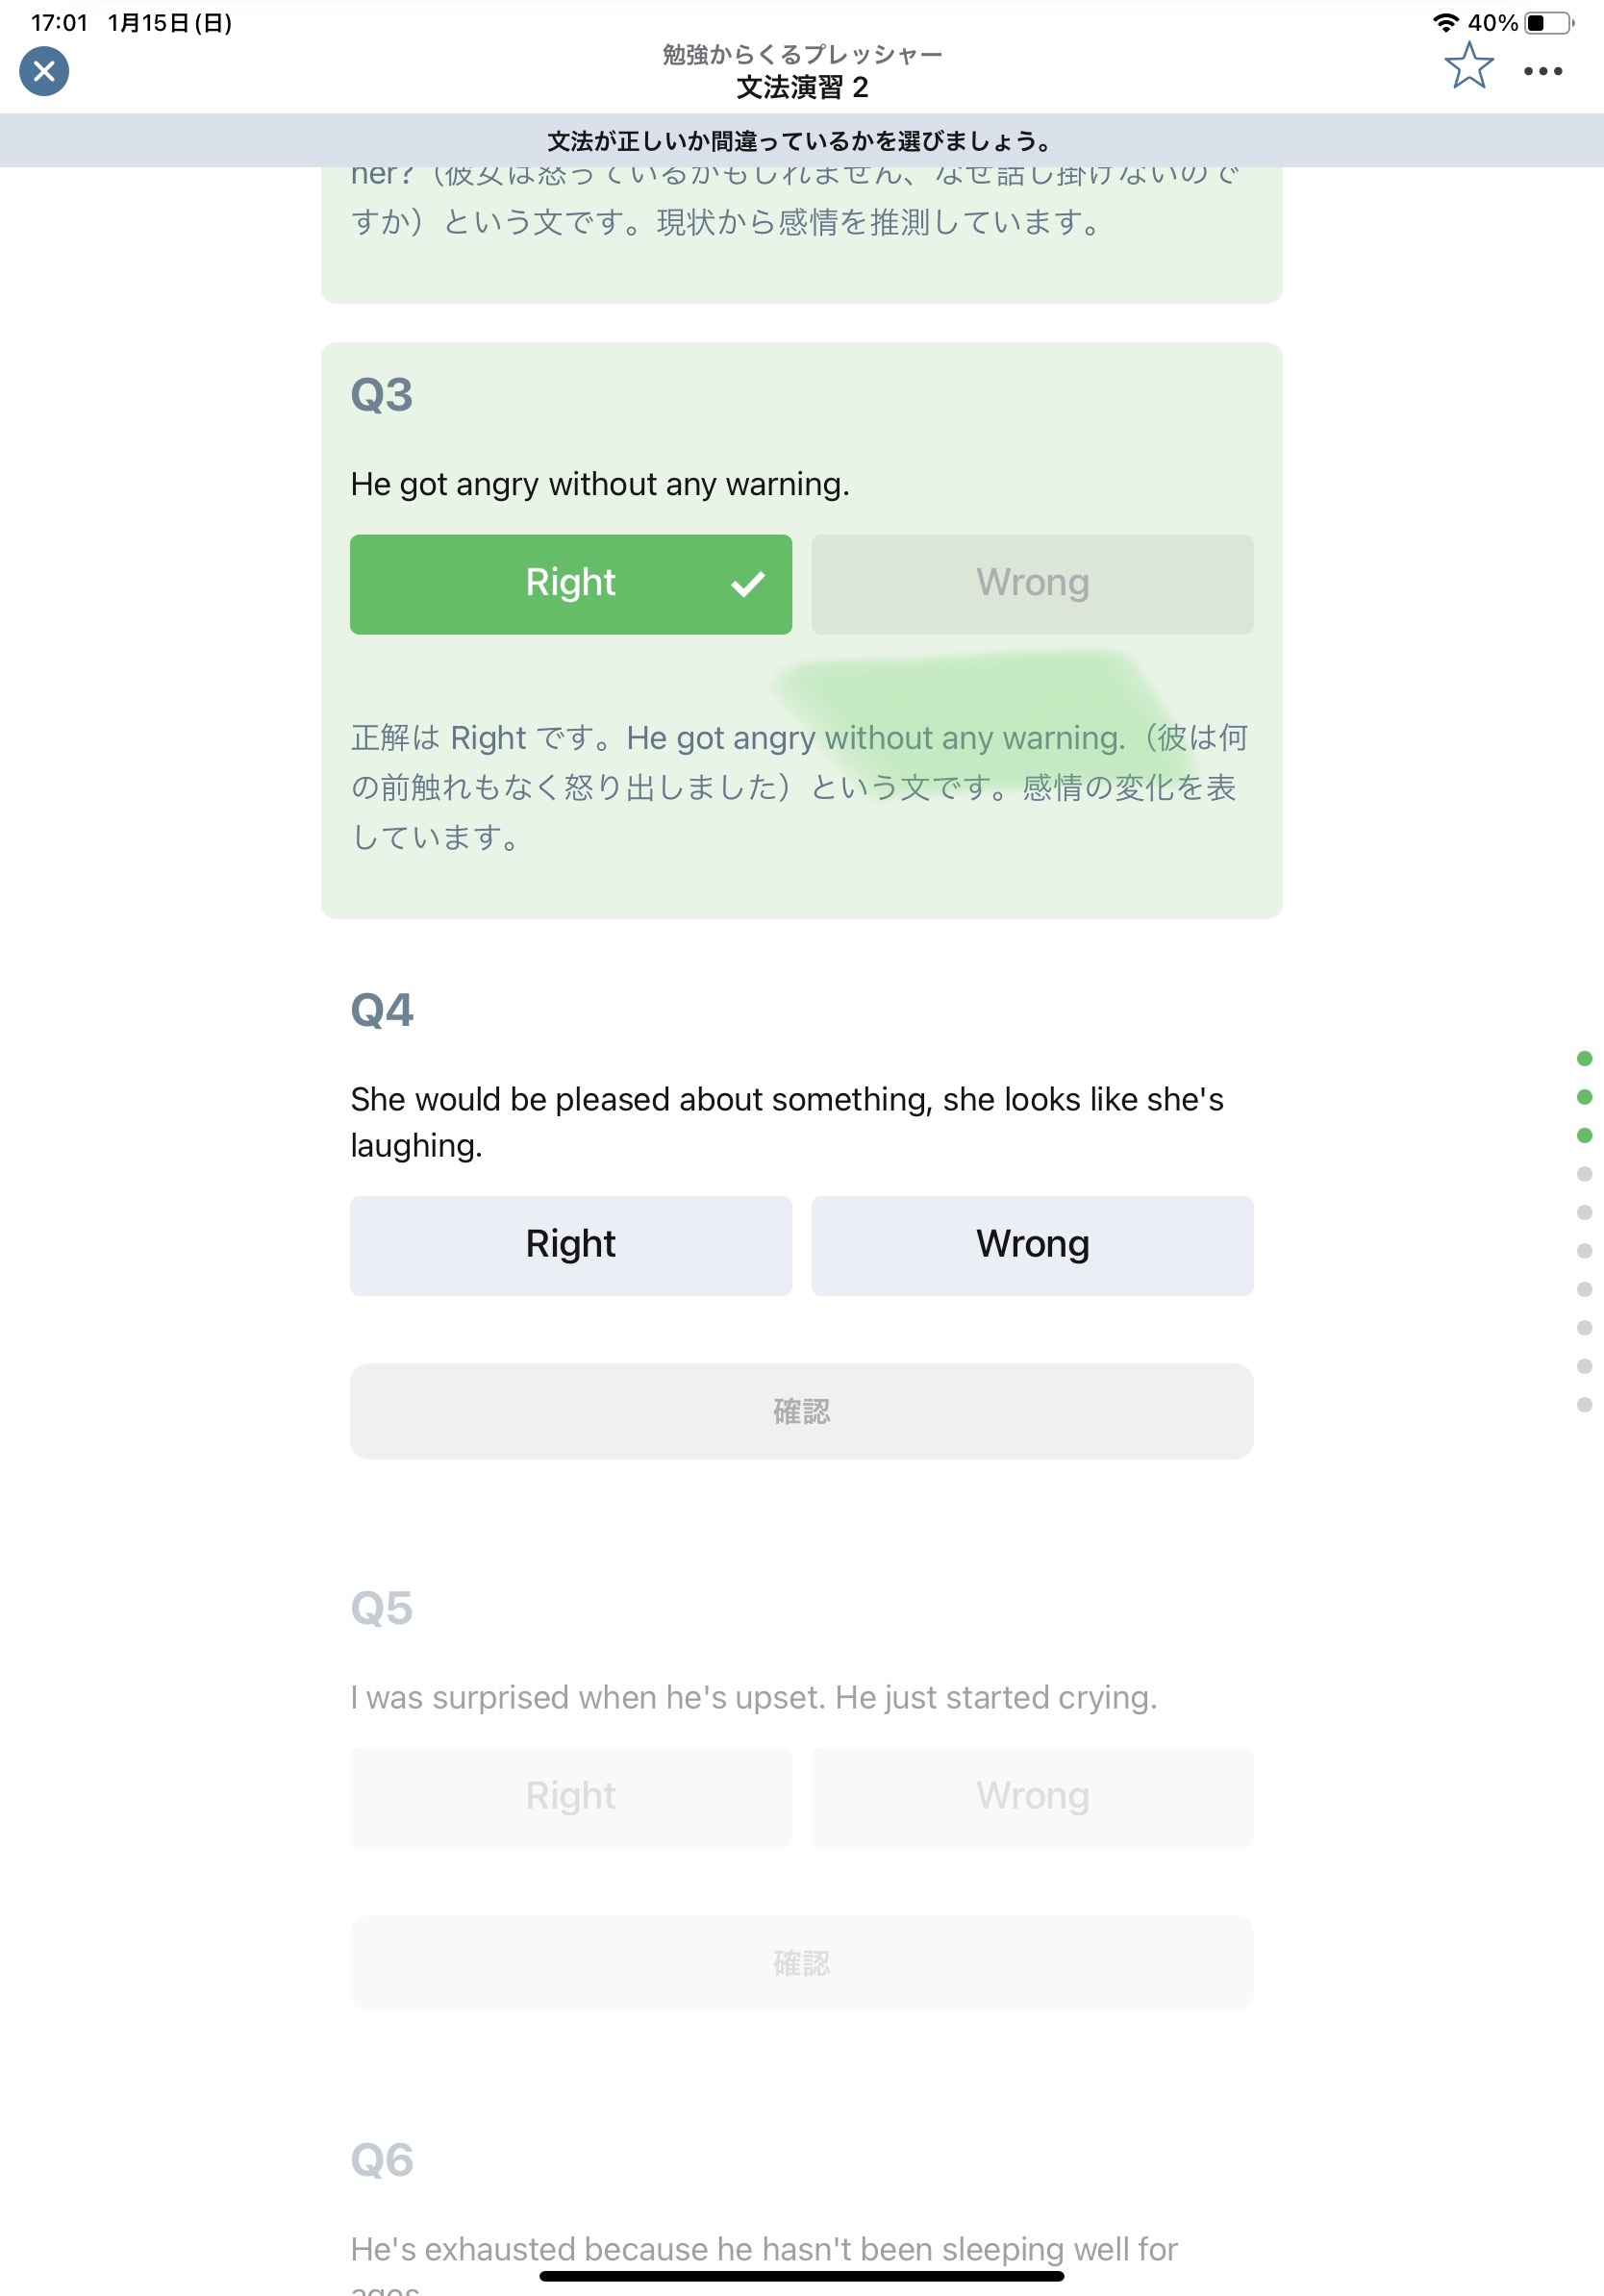 17:01 1月15日(日)
40%
勉強からくるプレッシャー
文法演習 2
文法が正しいか間違っているかを選びましょう。
her?（彼女は怒っているかもしれません、なぜ話し掛けないので
すか）という文です。現状から感情を推測しています。
Q3
He got angry without any warning.
Right
Wrong
正解は Right です。He got angry without any warning.（彼は何
の前触れもなく怒り出しました）という文です。感情の変化を表
しています。
Q4
She would be pleased about something, she looks like she's
laughing.
Right
Wrong
確認
Q5
I was surprised when he's upset. He just started crying.
Right
Wrong
確認
Q6
He's exhausted because he hasn't been sleeping well for
ages.